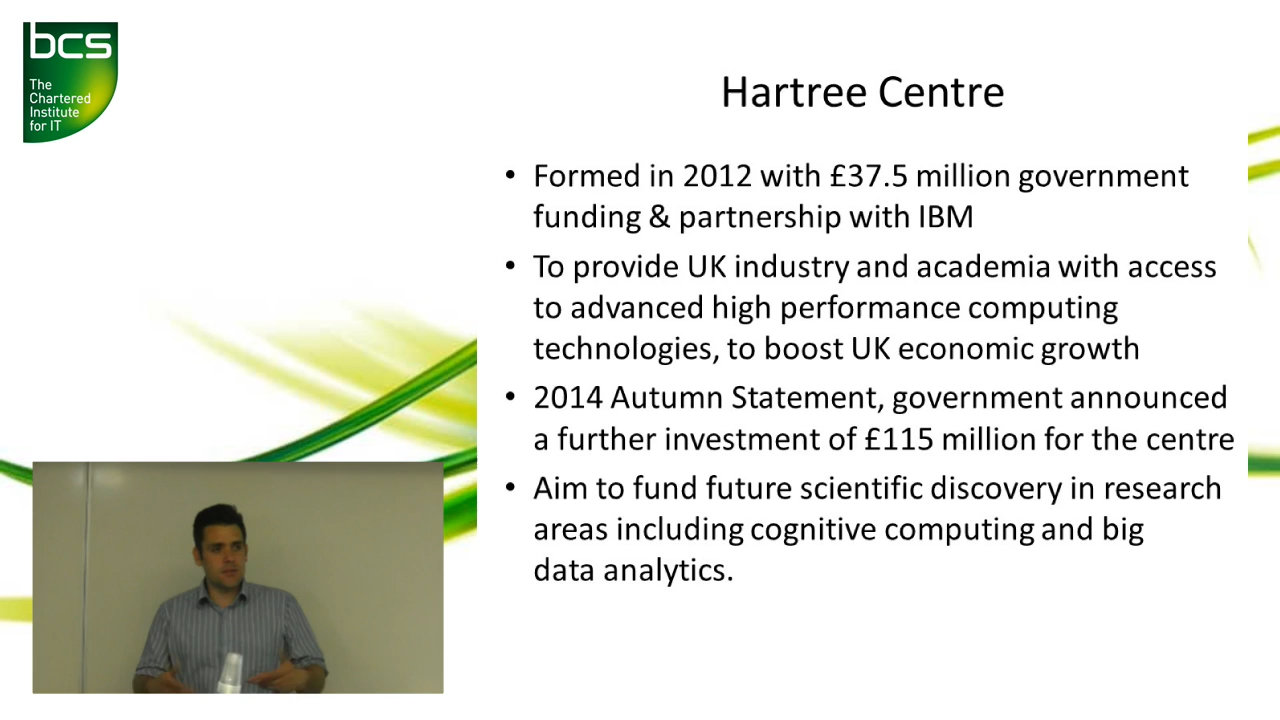 bcs
The
Chartered
Institute
for IT
Hartree Centre
• Formed in 2012 with £37.5 million government
funding & partnership with IBM
• To provide UK industry and academia with access
to advanced high performance computing
technologies, to boost UK economic growth
• 2014 Autumn Statement, government announced
a further investment of £115 million for the centre
• Aim to fund future scientific discovery in research
areas including cognitive computing and big
data analytics.